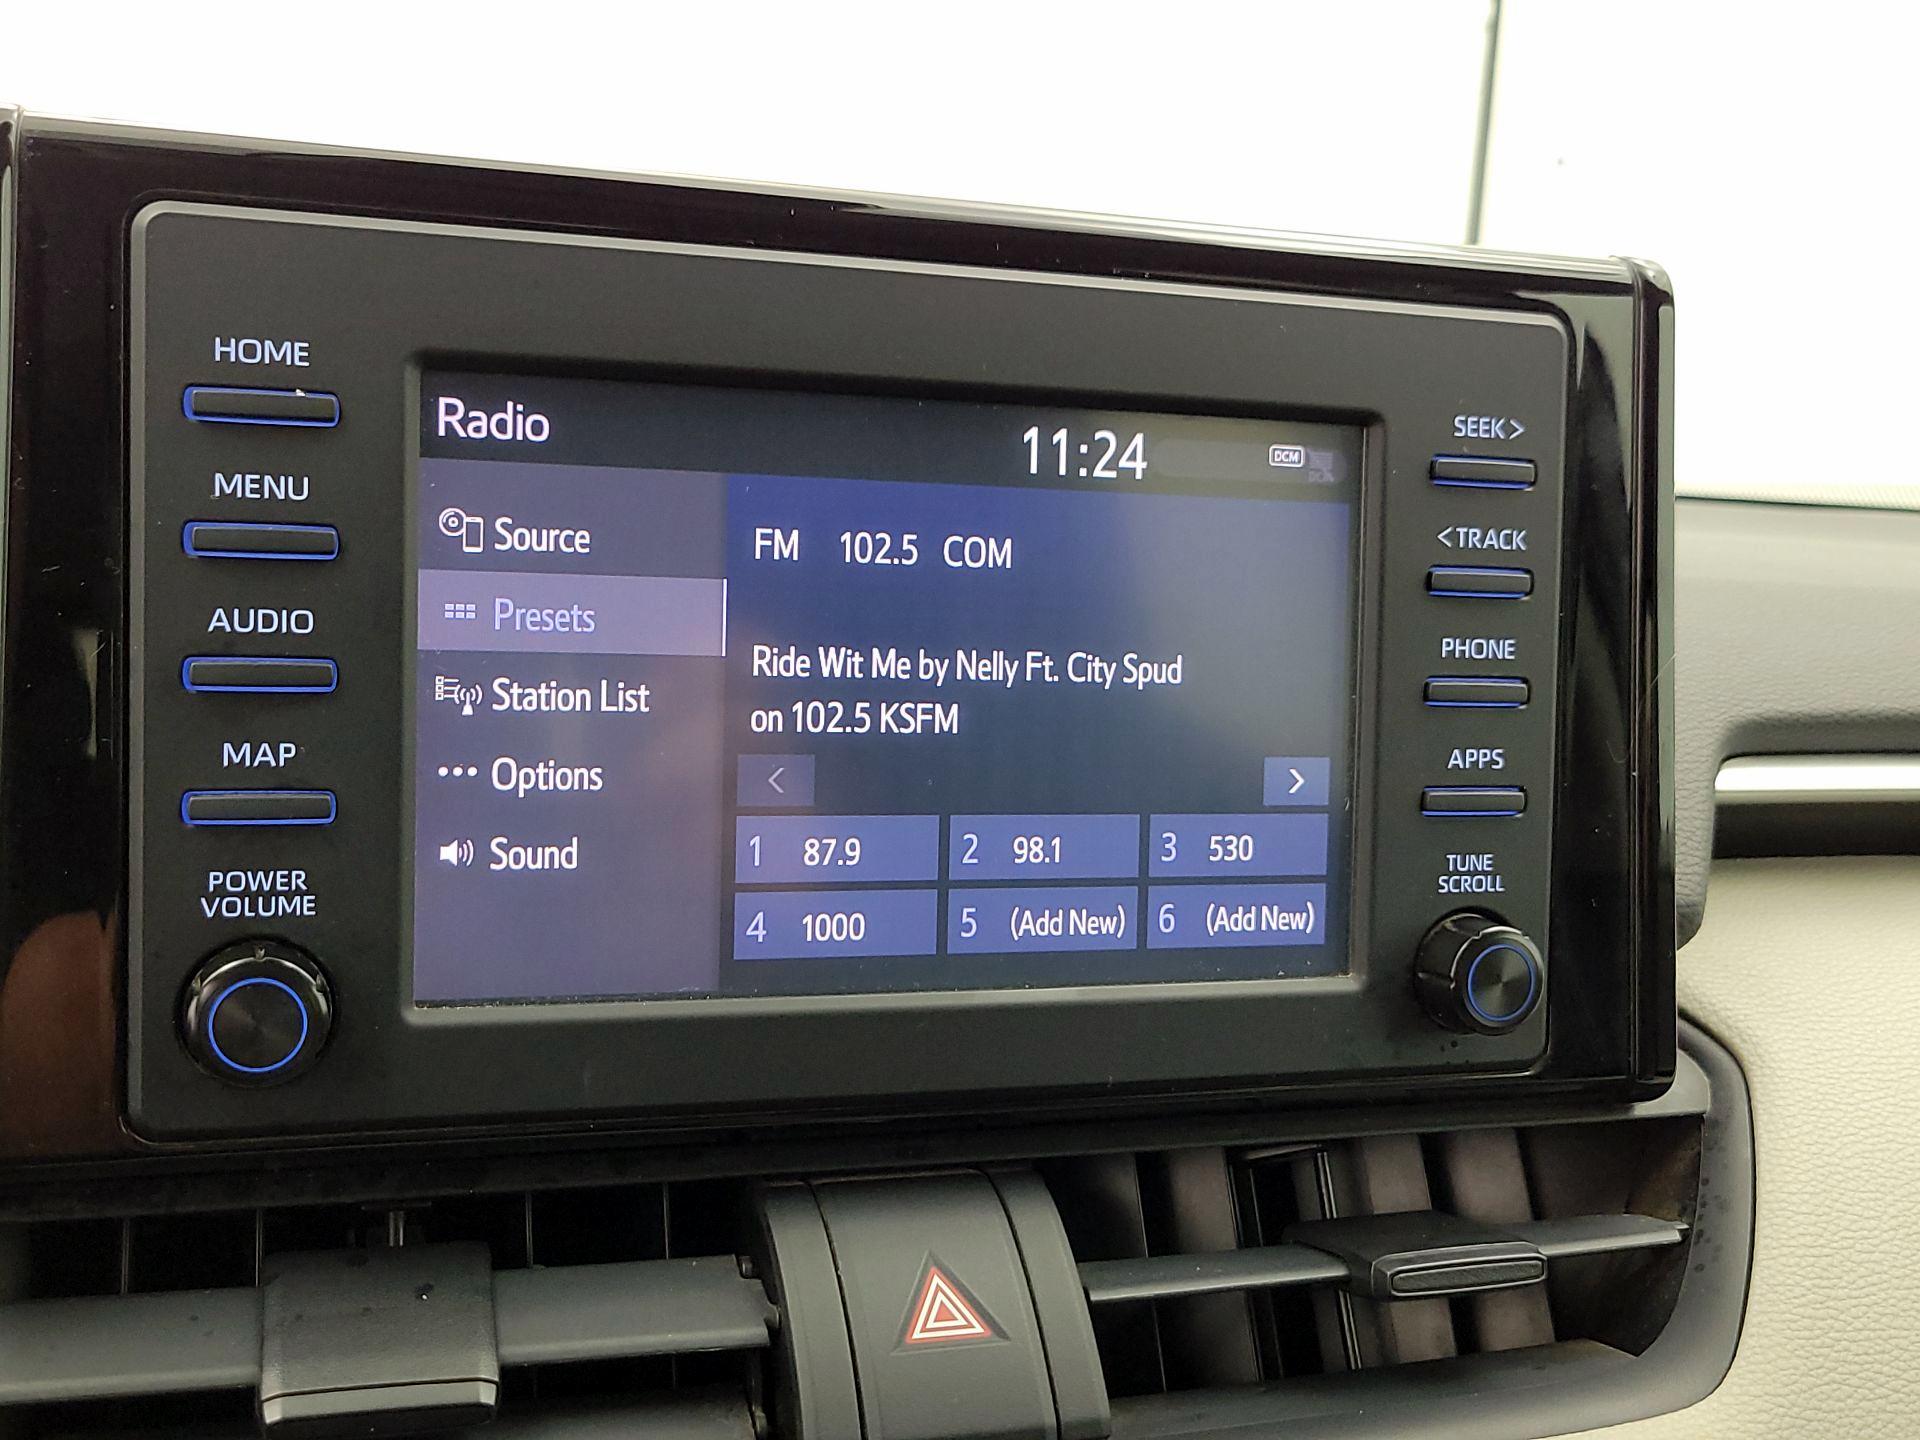 HOME
MENU
AUDIO
MAP
POWER
VOLUME
Radio
11:24
DCM
Source
Presets
Station List
Options
Sound
FM 102.5 COM
Ride Wit Me by Nelly Ft. City Spud
on 102.5 KSFM
< >
1 87.9 2 98.1 3 530
4 1000 5 (Add New) 6 (Add New)
SEEK>
<TRACK
PHONE
APPS
TUNE
SCROLL